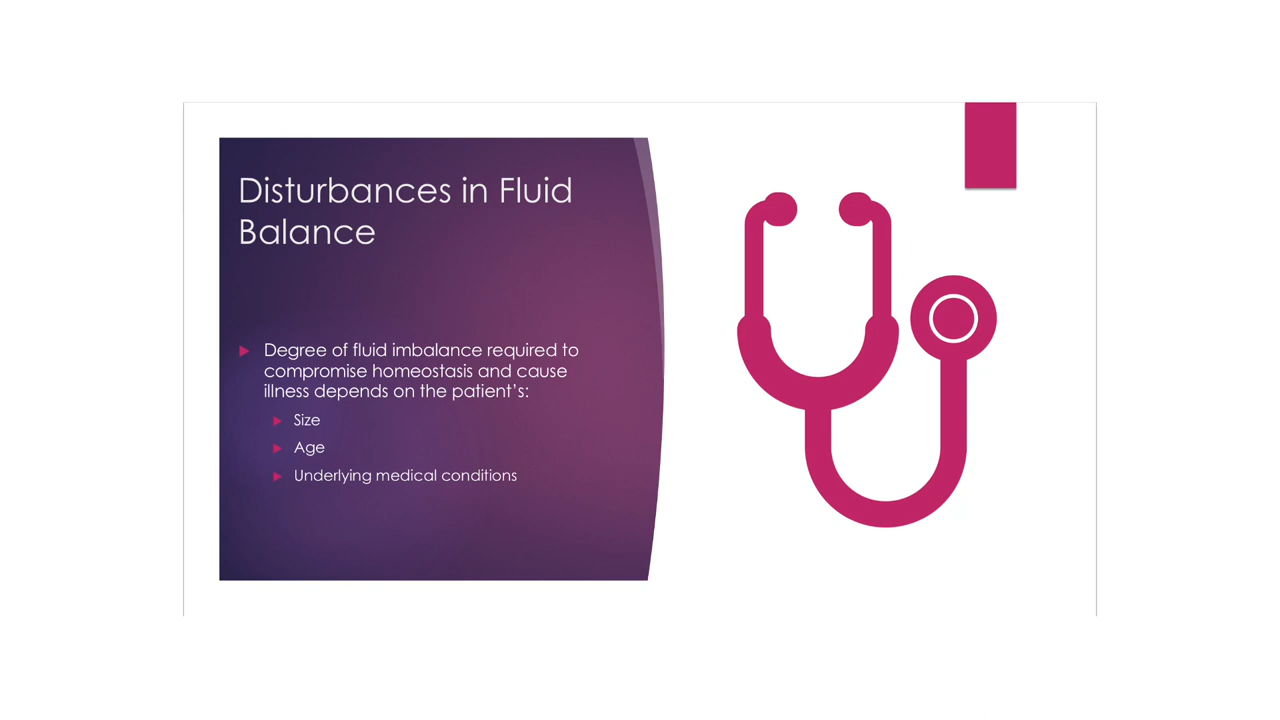 Disturbances in Fluid
Balance
Degree of fluid imbalance required to
compromise homeostasis and cause
illness depends on the patient’s:
Size
Age
Underlying medical conditions